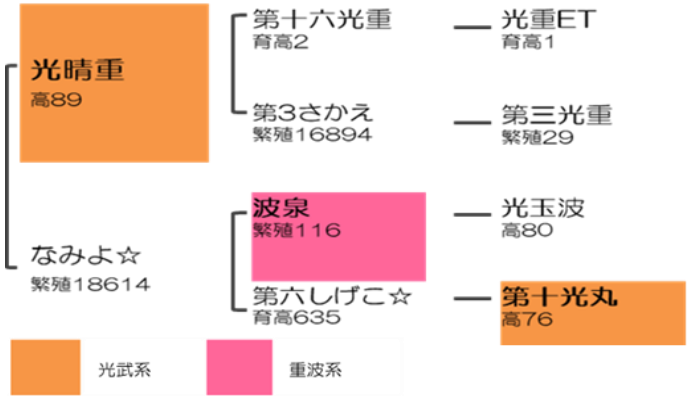 光晴重
高89
なみよ☆
繁殖18614
第十六光重
育高2
第3さかえ
繁殖16894
波泉
繁殖116
第六しげこ☆
育高635
光重ET
育高1
第三光重
繁殖29
光玉波
高80
第十光丸
高76
光武系
重波系